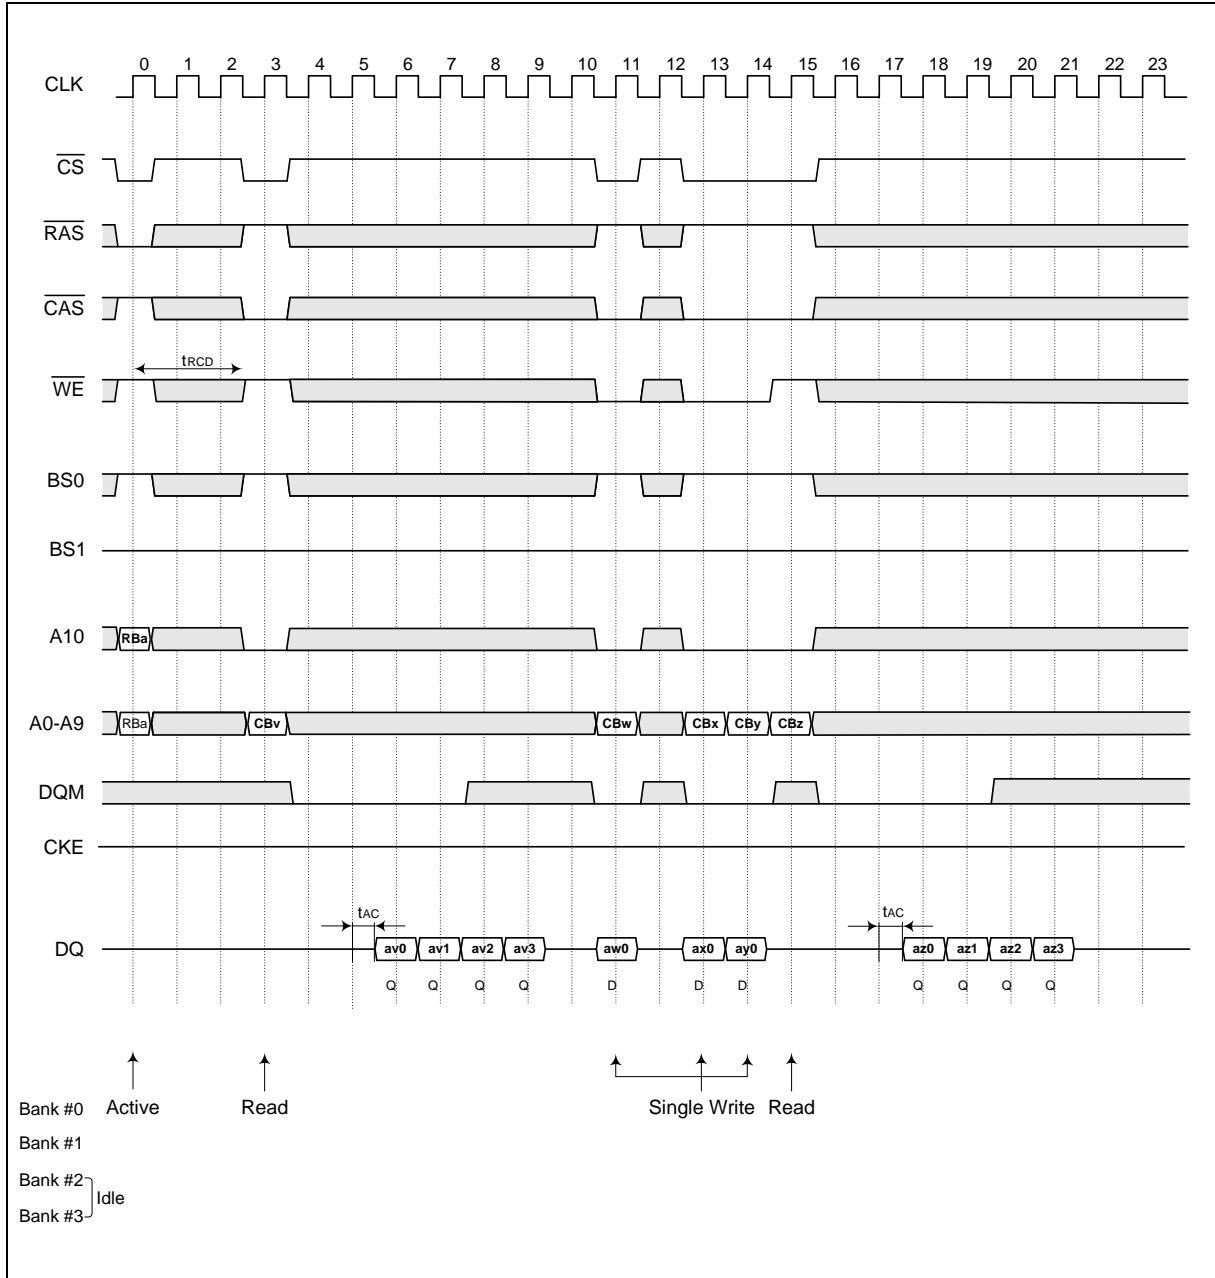 0 1 2 3 4 5 6 7 8 9 10 11 12 13 14 15 16 17 18 19 20 21 22 23
CLK
CS
RAS
CAS
tRCD
WE
BS0
BS1
A10 RBa
A0-A9 RBa CBv CBw CBx CBy CBz
DQM
CKE
tAC tAC
DQ av0 av1 av2 av3 aw0 ax0 ay0 az0 az1 az2 az3
Q Q Q Q D D D Q Q Q Q
Bank #0 Active Read Single Write Read
Bank #1
Bank #2
Idle
Bank #3